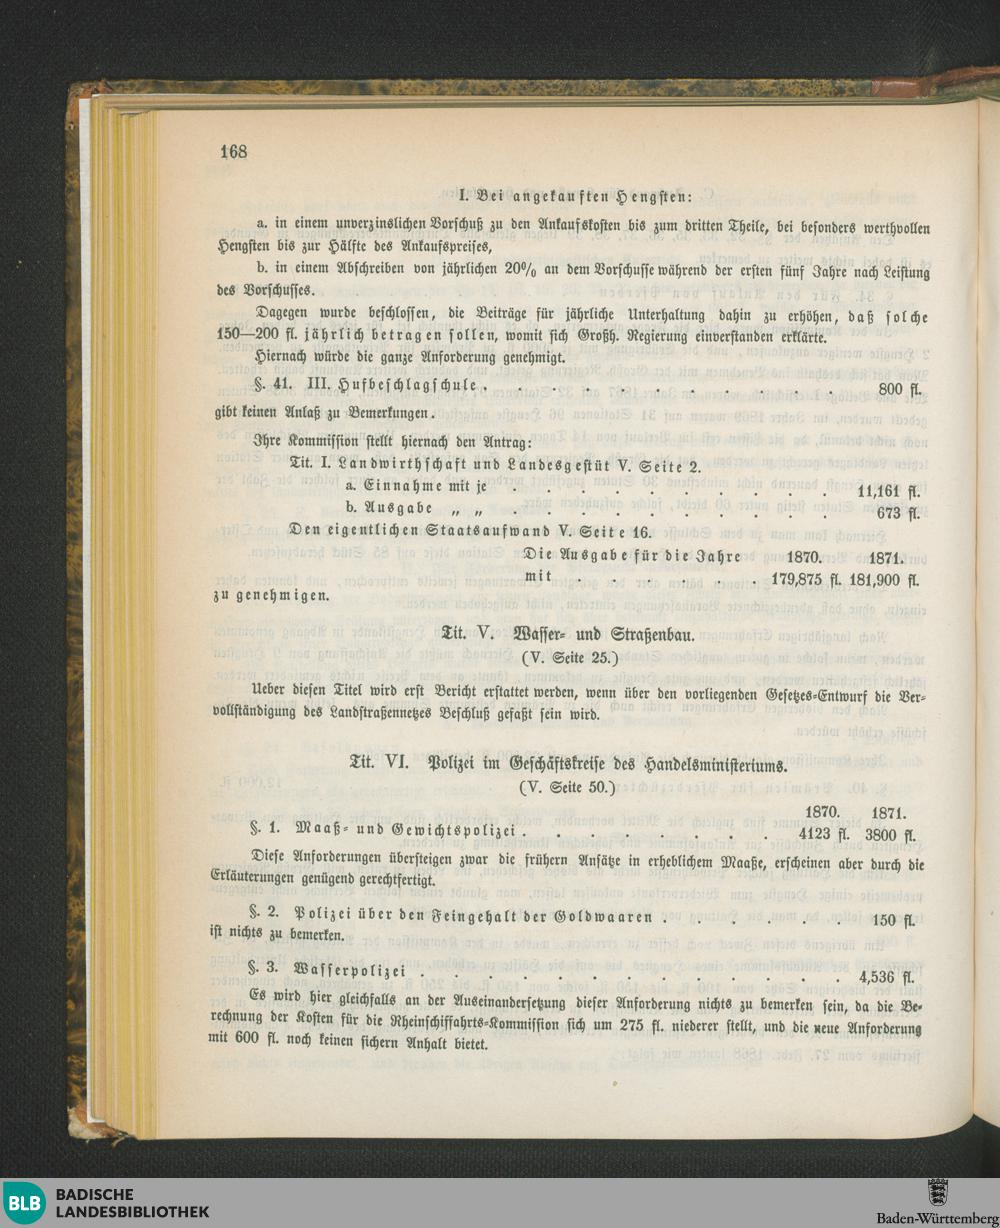 168
I. Bei angekauften Hengsten:
a. in einem unverzinslichen Vorschuß zu den Ankaufskosten bis zum dritten Theile, bei besonders werthvollen
Hengsten bis zur Hälfte des Ankaufspreises,
b. in einem Abschreiben von jährlichen 20% an dem Vorschusse während der ersten fünf Jahre nach Leistung
des Vorschusses.
Dagegen wurde beschlossen, die Beiträge für jährliche Unterhaltung dahin zu erhöhen, daß solche
150—200 fl. jährlich betragen sollen, womit sich Großh. Regierung einverstanden erklärte.
Hiernach würde die ganze Anforderung genehmigt.
§. 41. III. Hufbeschlagschule . . . . . . . . . . . . 800 fl.
gibt keinen Anlaß zu Bemerkungen.
Ihre Kommission stellt hiernach den Antrag:
Tit. I. Landwirthschaft und Landesgestüt V. Seite 2.
a. Einnahme mit je . . . . . . . . . . 11,161 fl.
b. Ausgabe „ „ . . . . . . . . . . 673 fl.
Den eigentlichen Staatsaufwand V. Seite 16.
Die Ausgabe für die Jahre 1870. 1871.
mit . . . . . . 179,875 fl. 181,900 fl.
zu genehmigen.
Tit. V. Wasser- und Straßenbau.
(V. Seite 25.)
Ueber diesen Titel wird erst Bericht erstattet werden, wenn über den vorliegenden Gesetzes-Entwurf die Ver-
vollständigung des Landstraßennetzes Beschluß gefaßt sein wird.
Tit. VI. Polizei im Geschäftskreise des Handelsministeriums.
(V. Seite 50.)
1870. 1871.
§. 1. Maaß- und Gewichtspolizei . . . . . . . . 4123 fl. 3800 fl.
Diese Anforderungen übersteigen zwar die frühern Ansätze in erheblichem Maaße, erscheinen aber durch die
Erläuterungen genügend gerechtfertigt.
§. 2. Polizei über den Feingehalt der Goldwaaren . . . . . . 150 fl.
ist nichts zu bemerken.
§. 3. Wasserpolizei . . . . . . . . . . . . . 4,536 fl.
Es wird hier gleichfalls an der Auseinandersetzung dieser Anforderung nichts zu bemerken sein, da die Be-
rechnung der Kosten für die Rheinschiffahrts-Kommission sich um 275 fl. niederer stellt, und die neue Anforderung
mit 600 fl. noch keinen sichern Anhalt bietet.
BLB
BADISCHE
LANDESBIBLIOTHEK
Baden-Württemberg